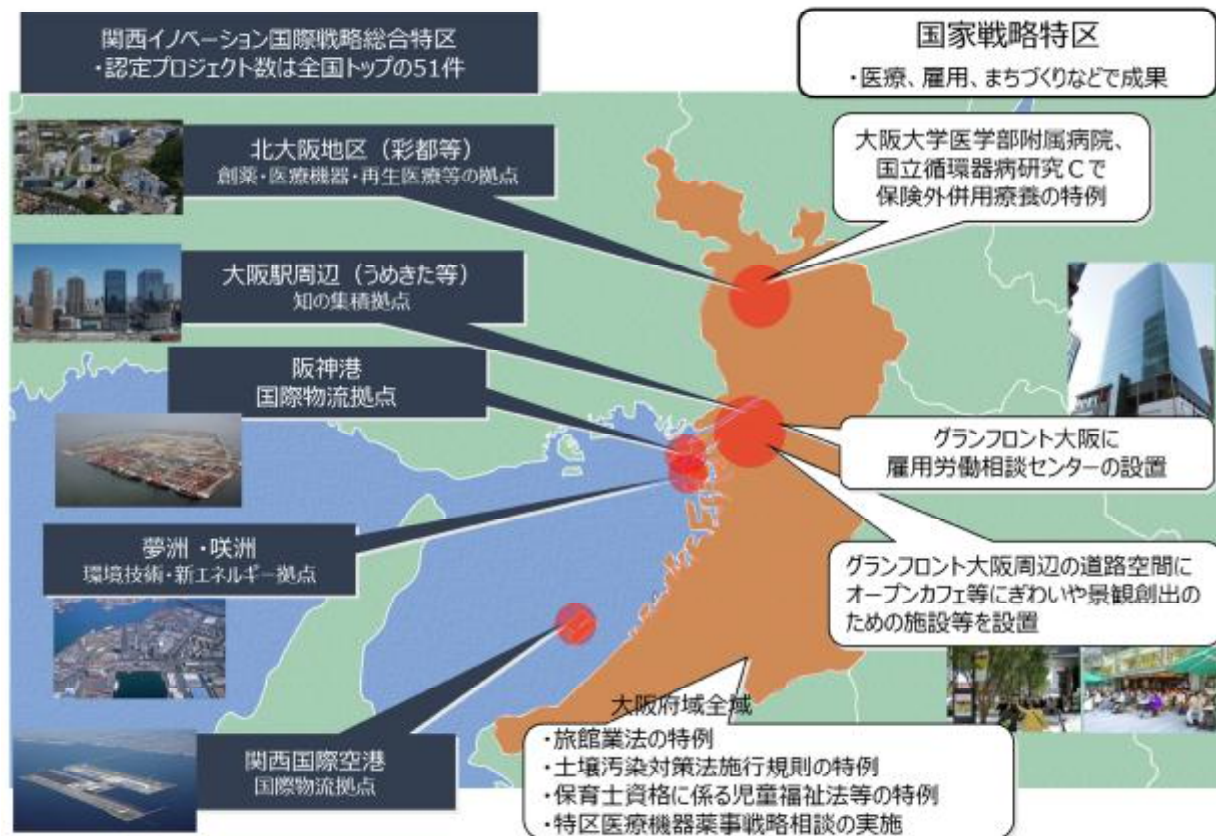 関西イノベーション国際戦略総合特区
・認定プロジェクト数は全国トップの51件
北大阪地区（彩都等）
創薬・医療機器・再生医療等の拠点
大阪駅周辺（うめきた等）
知の集積拠点
阪神港
国際物流拠点
夢洲・咲洲
環境技術・新エネルギー拠点
関西国際空港
国際物流拠点
国家戦略特区
・医療、雇用、まちづくりなどで成果
大阪大学医学部附属病院、
国立循環器病研究Ｃで
保険外併用療養の特例
グランフロント大阪に
雇用労働相談センターの設置
グランフロント大阪周辺の道路空間に
オープンカフェ等にぎわいや景観創出の
ための施設等を設置
大阪府域全域
・旅館業法の特例
・土壌汚染対策法施行規則の特例
・保育士資格に係る児童福祉法等の特例
・特区医療機器薬事戦略相談の実施